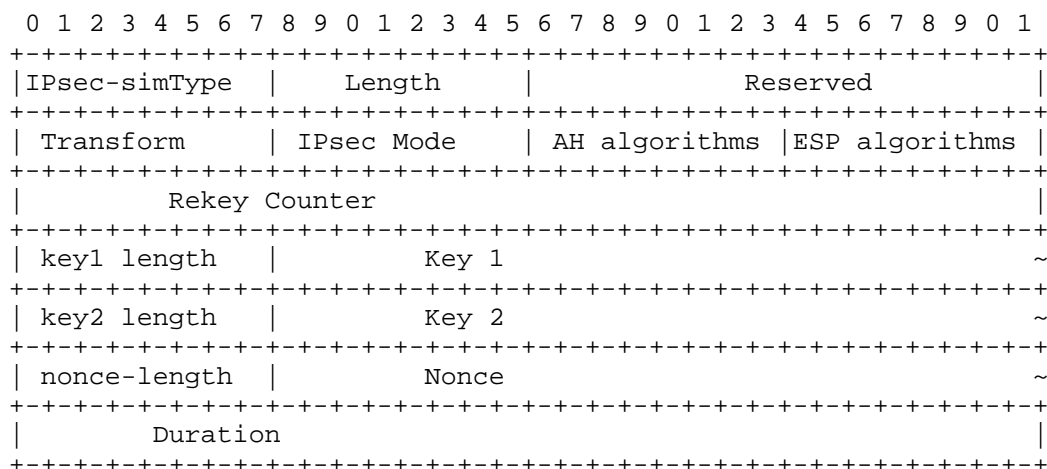 0 1 2 3 4 5 6 7 8 9 0 1 2 3 4 5 6 7 8 9 0 1 2 3 4 5 6 7 8 9 0 1
+-+-+-+-+-+-+-+-+-+-+-+-+-+-+-+-+-+-+-+-+-+-+-+-+-+-+-+-+-+-+-+-+
|IPsec-simType  |    Length     |             Reserved          |
+-+-+-+-+-+-+-+-+-+-+-+-+-+-+-+-+-+-+-+-+-+-+-+-+-+-+-+-+-+-+-+-+
| Transform     | IPsec Mode    | AH algorithms |ESP algorithms |
+-+-+-+-+-+-+-+-+-+-+-+-+-+-+-+-+-+-+-+-+-+-+-+-+-+-+-+-+-+-+-+-+
|         Rekey Counter                                         |
+-+-+-+-+-+-+-+-+-+-+-+-+-+-+-+-+-+-+-+-+-+-+-+-+-+-+-+-+-+-+-+-+
| key1 length   |         Key 1                                 ~
+-+-+-+-+-+-+-+-+-+-+-+-+-+-+-+-+-+-+-+-+-+-+-+-+-+-+-+-+-+-+-+-+
| key2 length   |         Key 2                                 ~
+-+-+-+-+-+-+-+-+-+-+-+-+-+-+-+-+-+-+-+-+-+-+-+-+-+-+-+-+-+-+-+-+
| nonce-length  |         Nonce                                 ~
+-+-+-+-+-+-+-+-+-+-+-+-+-+-+-+-+-+-+-+-+-+-+-+-+-+-+-+-+-+-+-+-+
|        Duration                                               |
+-+-+-+-+-+-+-+-+-+-+-+-+-+-+-+-+-+-+-+-+-+-+-+-+-+-+-+-+-+-+-+-+